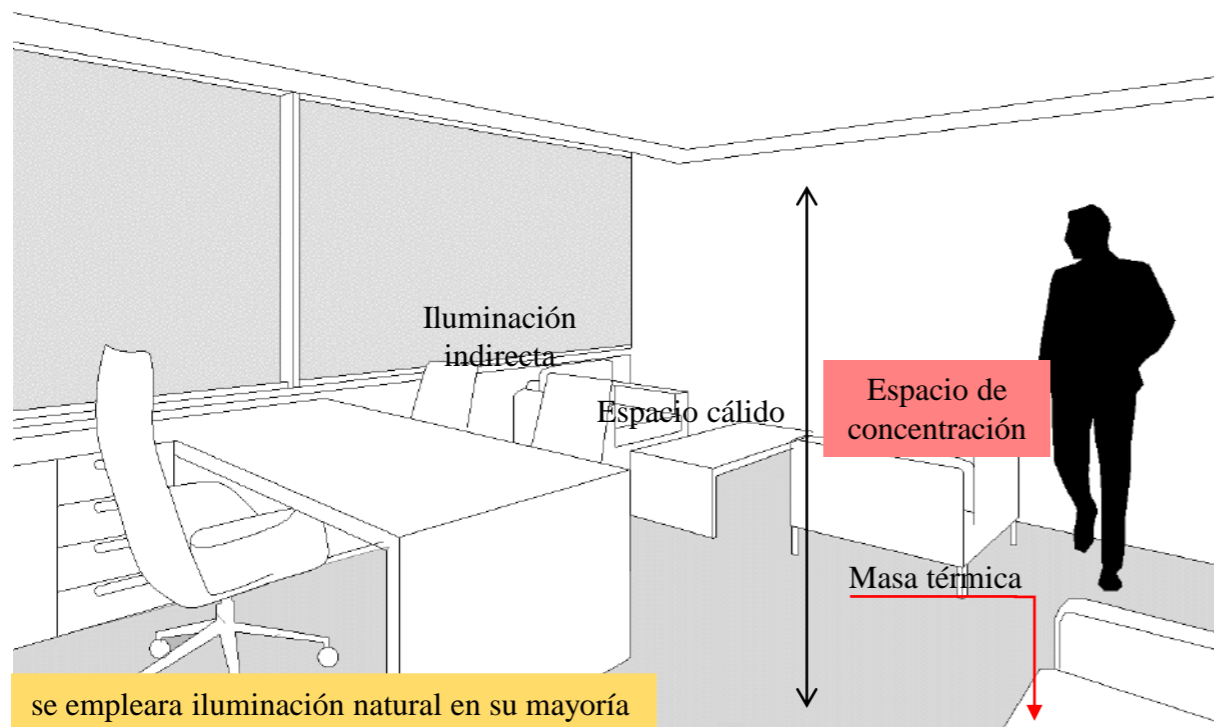 Iluminación
indirecta
Espacio cálido
Espacio de
concentración
Masa térmica
se empleara iluminación natural en su mayoría